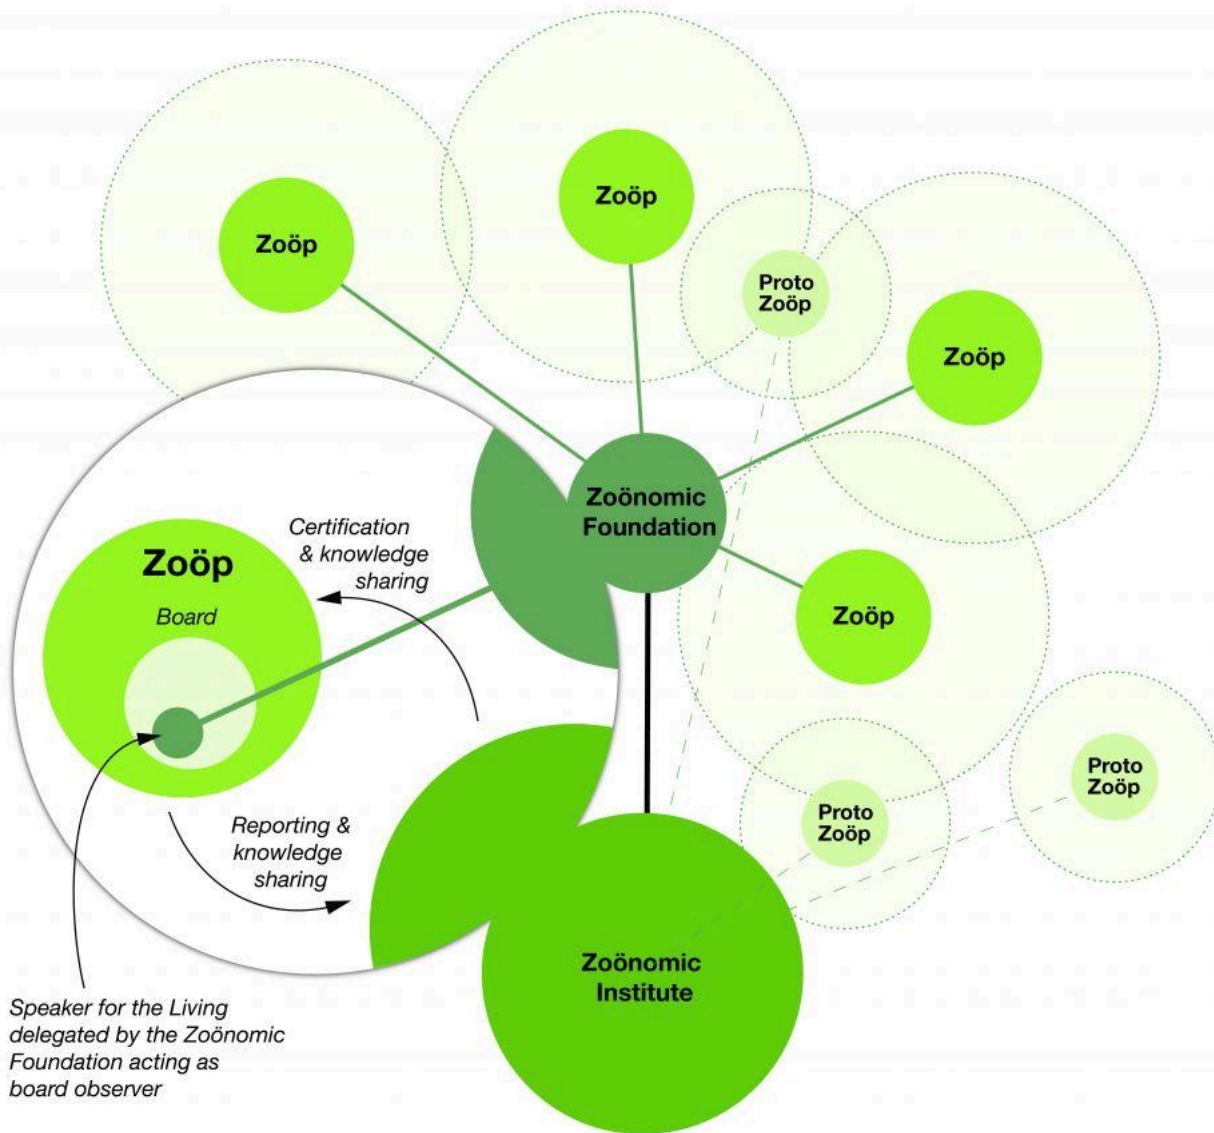 Zoöp
Zoöp
Proto
Zoöp
Zoöp
Zoönomic
Foundation
Certification
& knowledge
sharing
Zoöp
Board
Zoöp
Proto
Zoöp
Proto
Zoöp
Reporting &
knowledge
sharing
Zoönomic
Institute
Speaker for the Living
delegated by the Zoönomic
Foundation acting as
board observer